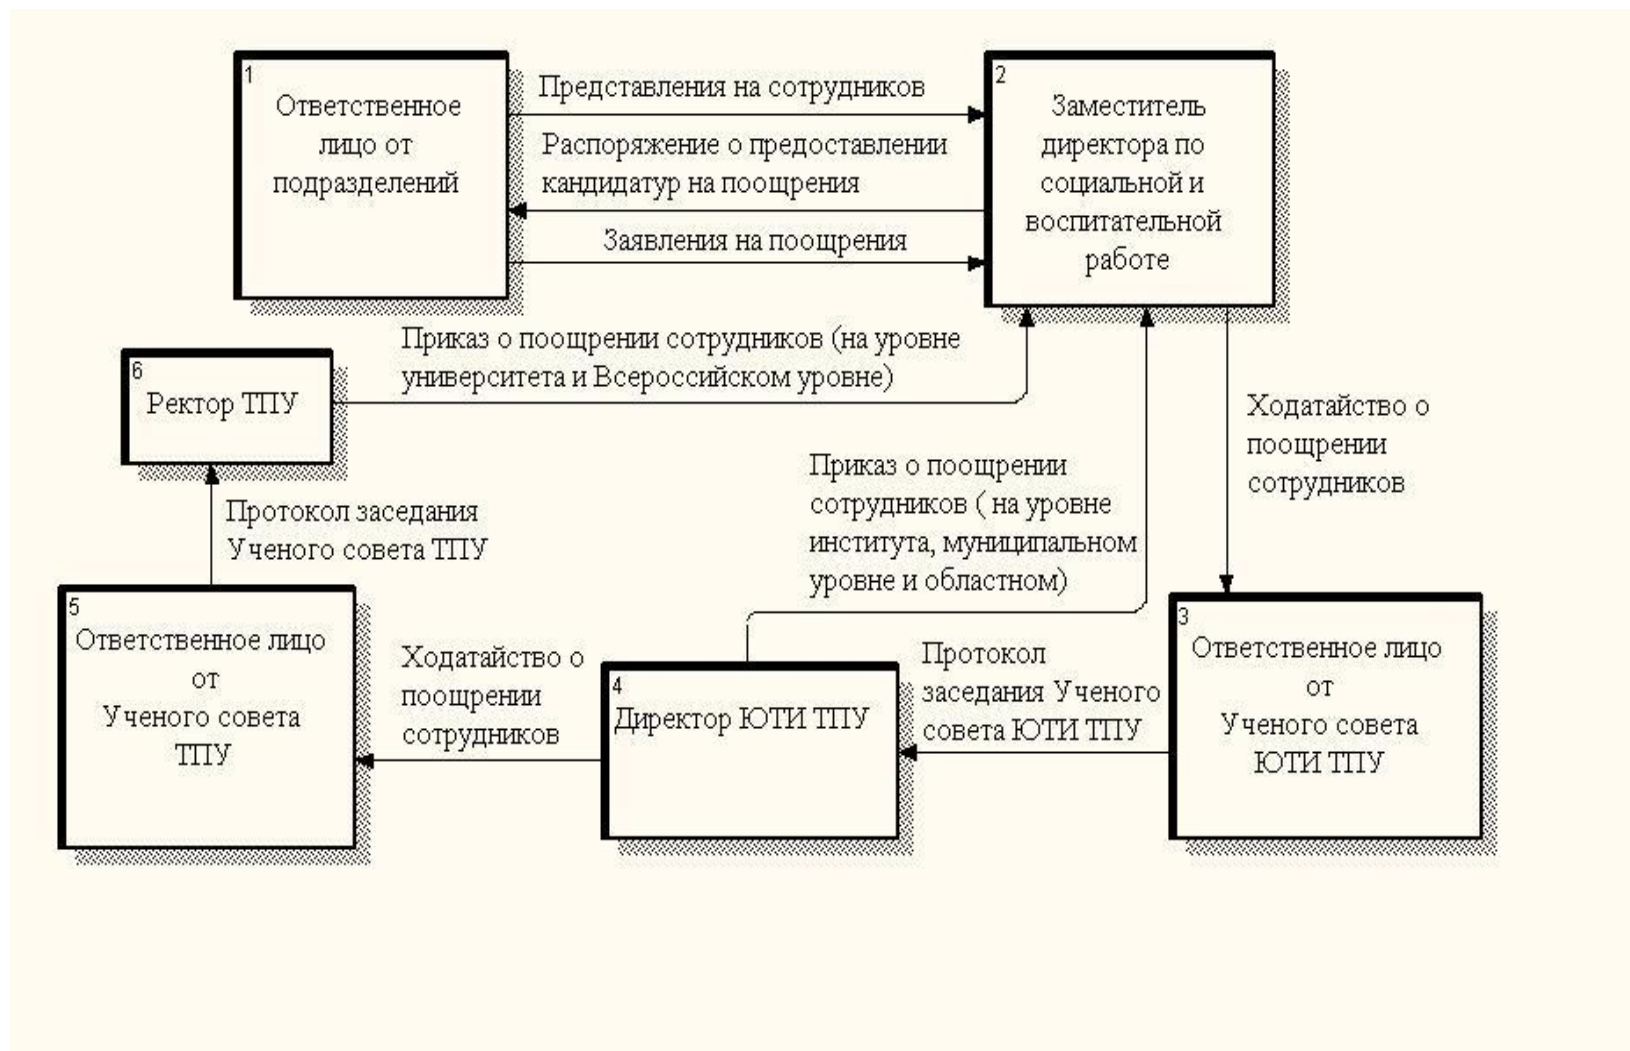 1
Ответственное
лицо от
подразделений
Представления на сотрудников
Распоряжение о предоставлении
кандидатур на поощрения
Заявления на поощрения
2
Заместитель
директора по
социальной и
воспитательной
работе
Приказ о поощрении сотрудников (на уровне
университета и Всероссийском уровне)
6
Ректор ТПУ
Ходатайство о
поощрении
сотрудников
Приказ о поощрении
сотрудников ( на уровне
института, муниципальном
уровне и областном)
Протокол заседания
Ученого совета ТПУ
5
Ответственное лицо
от
Ученого совета
ТПУ
Ходатайство о
поощрении
сотрудников
4
Директор ЮТИ ТПУ
Протокол
заседания Ученого
совета ЮТИ ТПУ
3
Ответственное лицо
от
Ученого совета
ЮТИ ТПУ